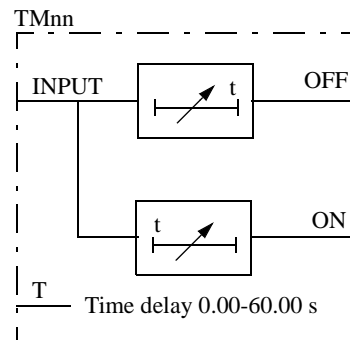 TMnn
INPUT
t
OFF
t
ON
T
Time delay 0.00-60.00 s